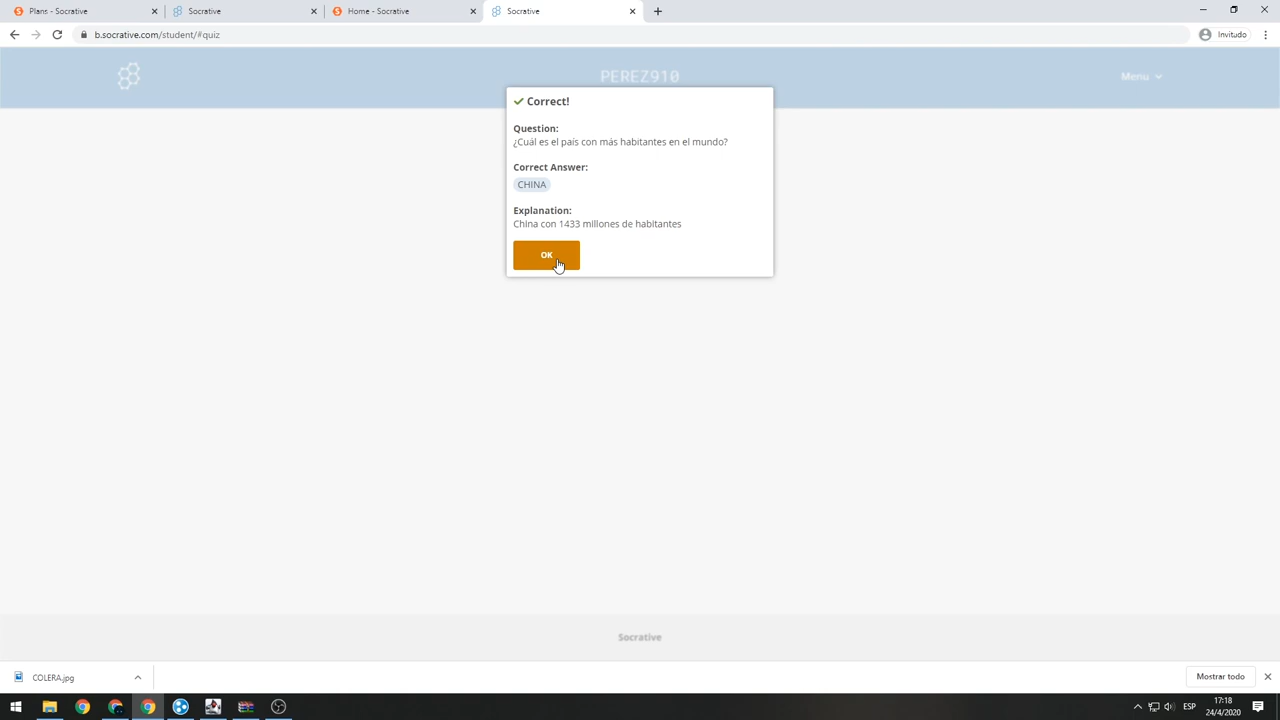 Plans - Socrative
Socrative
Home - Socrative
Socrative
b.socrative.com/student/#quiz
Invitado
PEREZ910
Menu
Correct!
Question:
¿Cuál es el país con más habitantes en el mundo?
Correct Answer:
CHINA
Explanation:
China con 1433 millones de habitantes
OK
Socrative
COLERA.jpg
Mostrar todo
ESP
17:18
24/4/2020